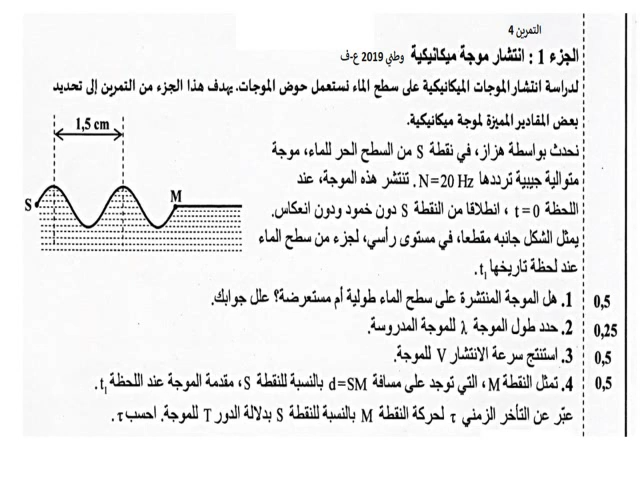 التمرين 4
الجزء 1 : انتشار موجة ميكانيكية وطني 2019 ع-ف
لدراسة انتشار الموجات الميكانيكية على سطح الماء نستعمل حوض الموجات. يهدف هذا الجزء من التمرين إلى تحديد
بعض المقادير المميزة لموجة ميكانيكية.
نحدث بواسطة هزاز، في نقطة S من السطح الحر للماء، موجة
متوالية جيبية ترددها N=20 Hz. تنتشر هذه الموجة، عند
اللحظة t=0 ، انطلاقا من النقطة S دون خمود ودون انعكاس.
يمثل الشكل جانبه مقطعا، في مستوى رأسي، لجزء من سطح الماء
عند لحظة تاريخها t₁.
1,5 cm
S
M
1. هل الموجة المنتشرة على سطح الماء طولية أم مستعرضة؟ علل جوابك. 0,5
2. حدد طول الموجة λ للموجة المدروسة. 0,25
3. استنتج سرعة الانتشار V للموجة. 0,5
4. تمثل النقطة M، التي توجد على مسافة d=SM بالنسبة للنقطة S، مقدمة الموجة عند اللحظة t₁. 0,5
عبّر عن التأخر الزمني τ لحركة النقطة M بالنسبة للنقطة S بدلالة الدور T للموجة. احسب τ.